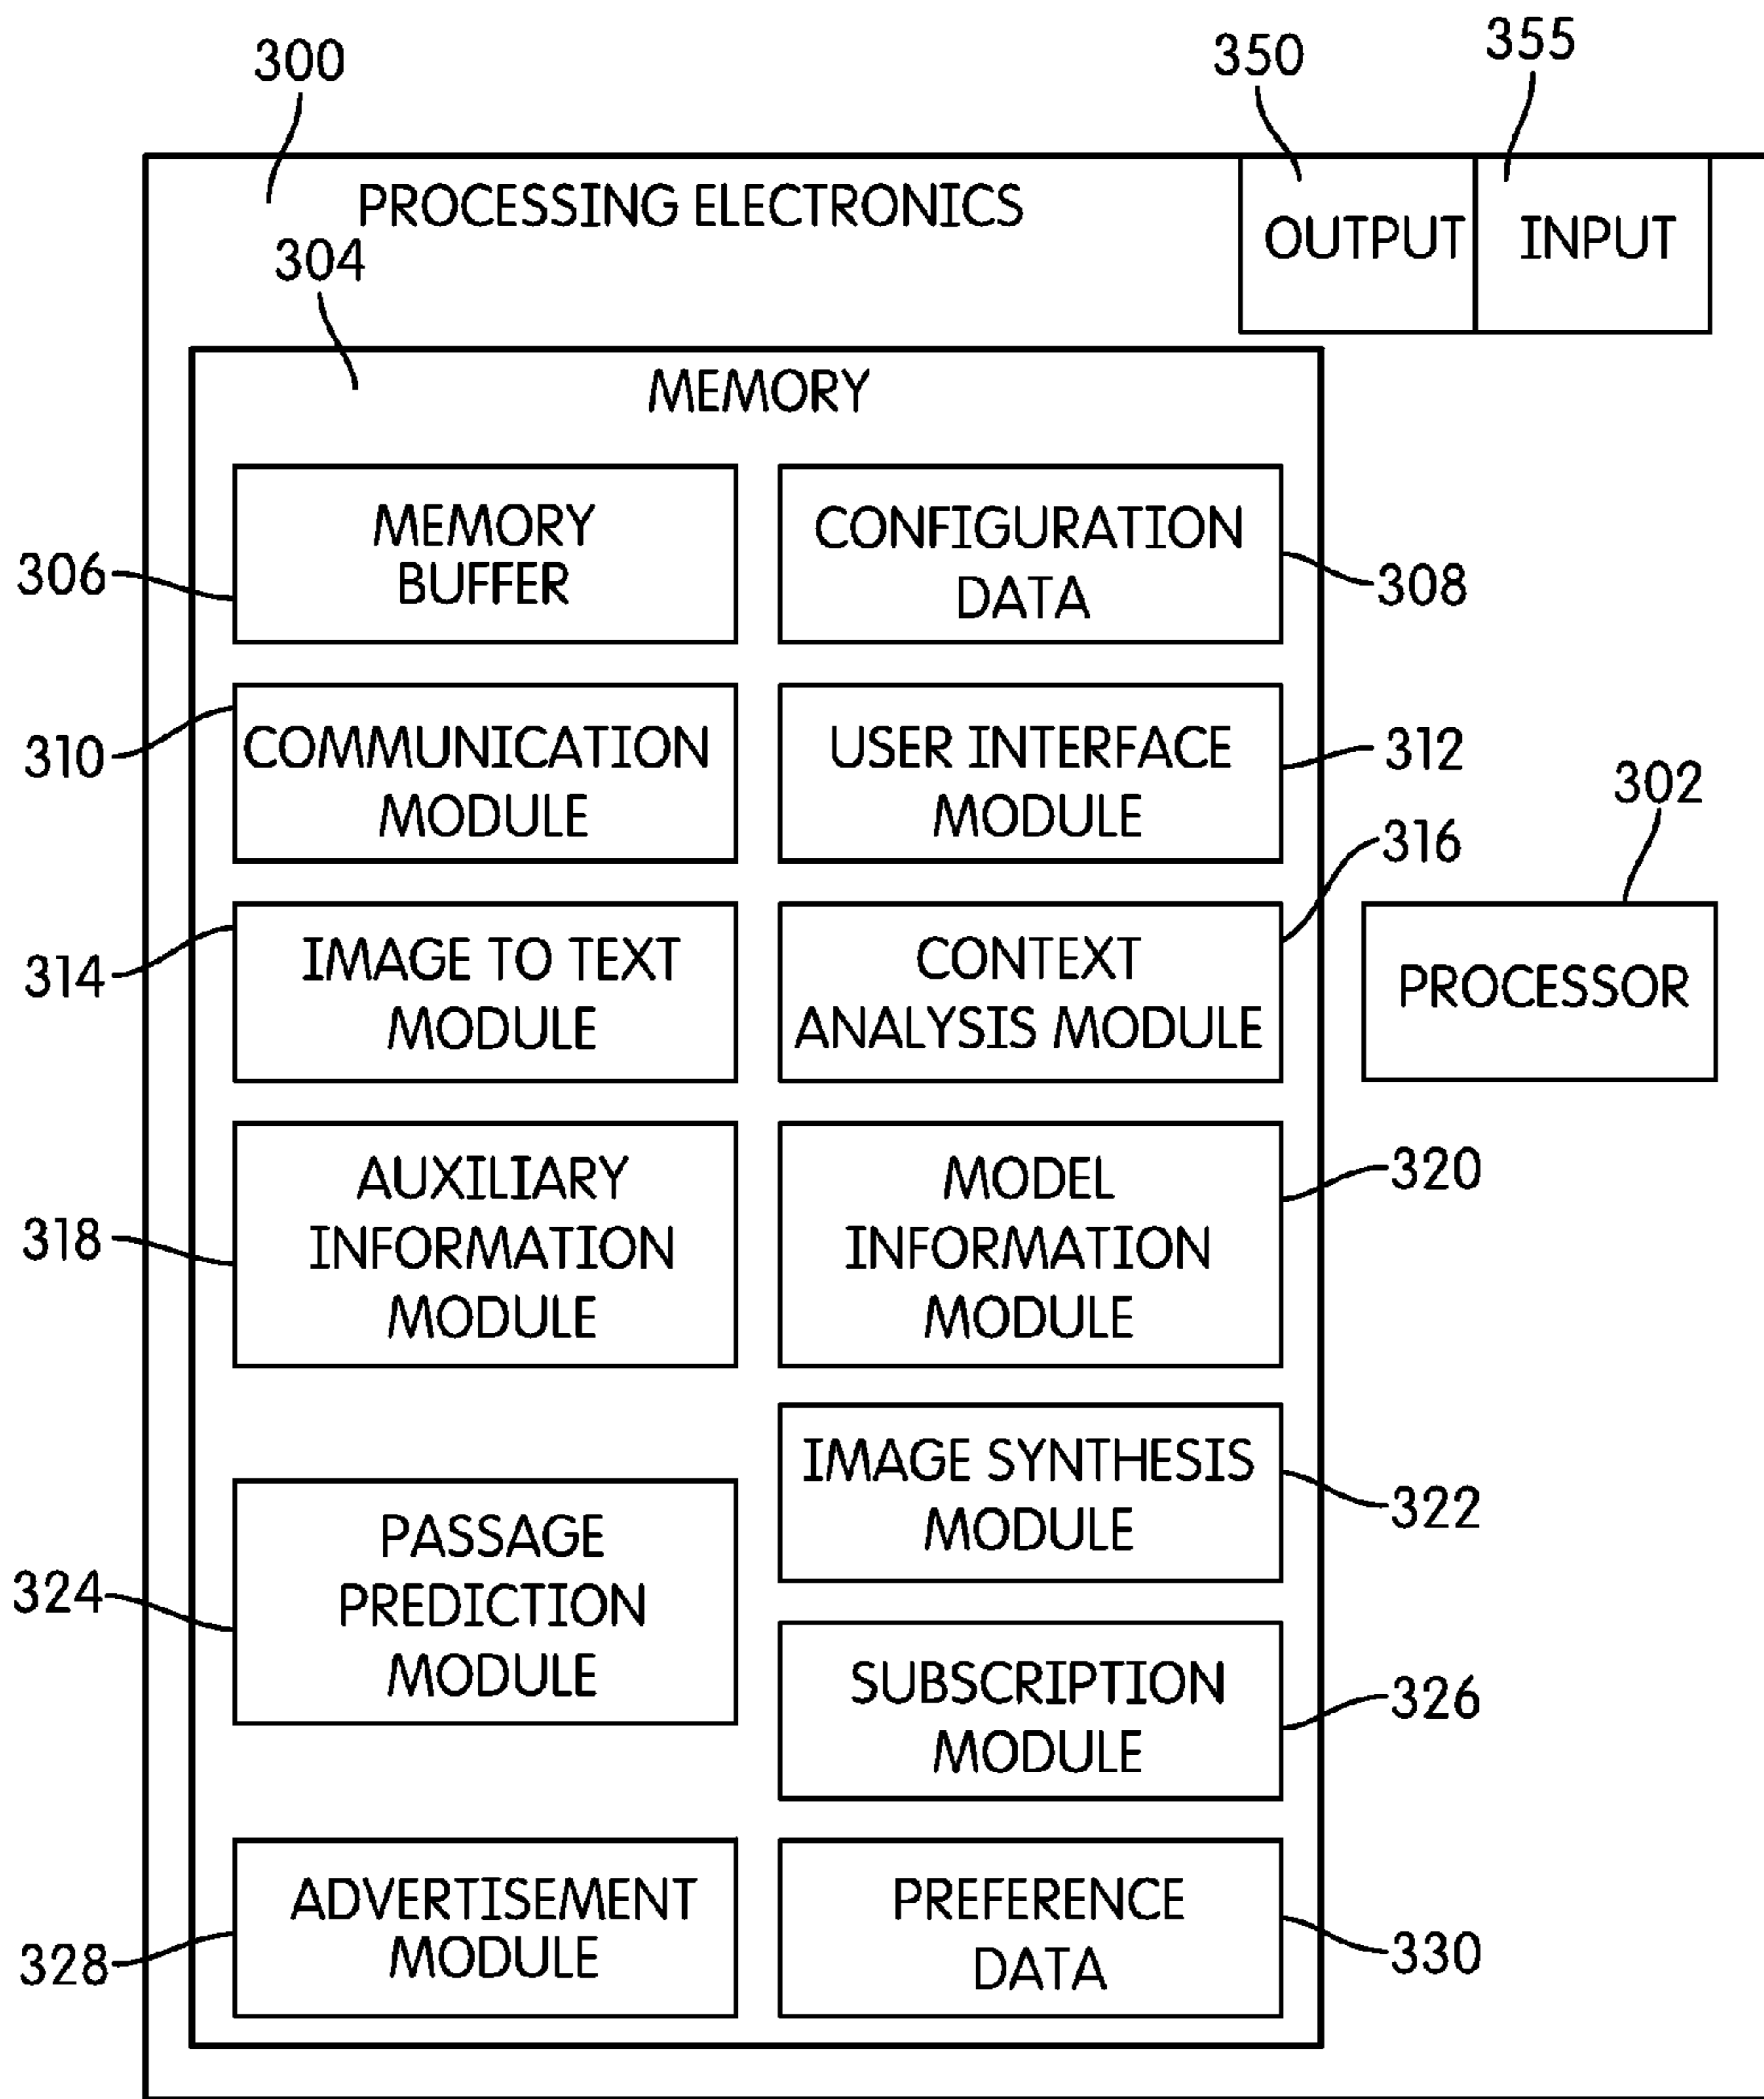 300
350
355
PROCESSING ELECTRONICS
OUTPUT
INPUT
304
MEMORY
MEMORY
BUFFER
306
CONFIGURATION
DATA
308
COMMUNICATION
MODULE
310
USER INTERFACE
MODULE
312
302
316
IMAGE TO TEXT
MODULE
314
CONTEXT
ANALYSIS MODULE
PROCESSOR
AUXILIARY
INFORMATION
MODULE
318
MODEL
INFORMATION
MODULE
320
IMAGE SYNTHESIS
MODULE
322
PASSAGE
PREDICTION
MODULE
324
SUBSCRIPTION
MODULE
326
ADVERTISEMENT
MODULE
328
PREFERENCE
DATA
330